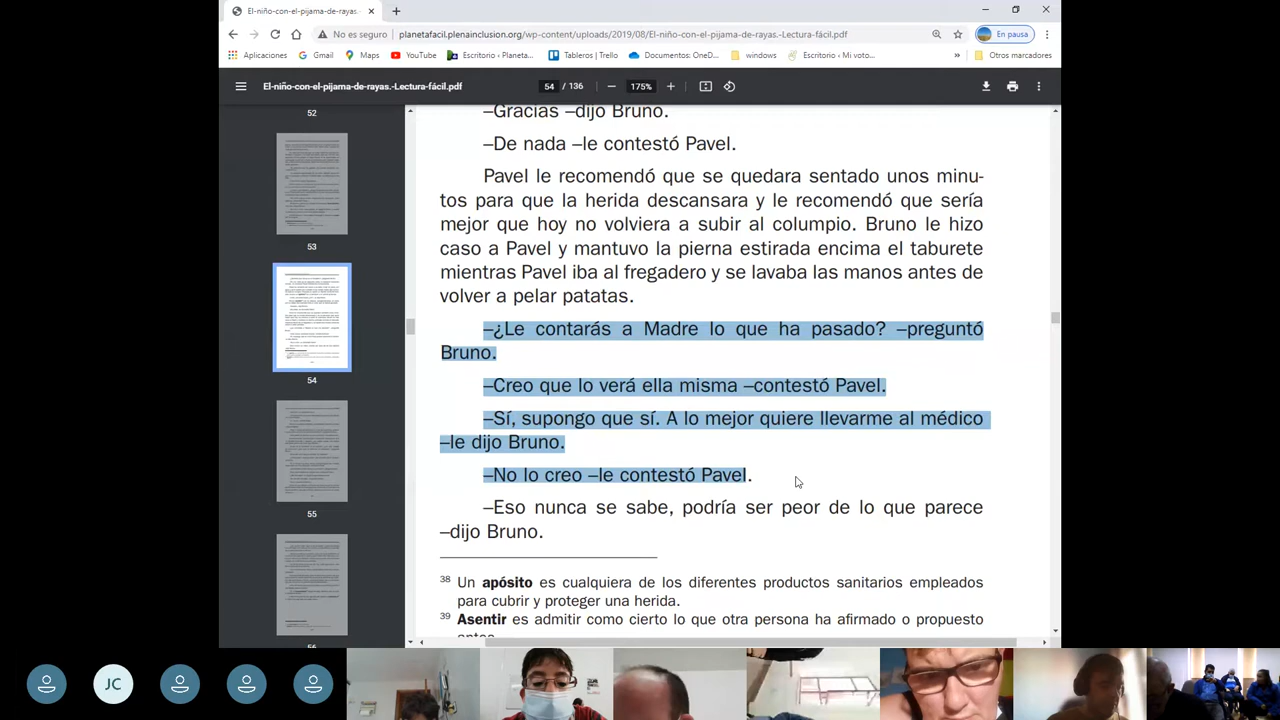 El-niño-con-el-pijama-de-rayas.-
No es seguro planetafacil.plenainclusion.org/wp-content/uploads/2019/08/El-niño-con-el-pijama-de-rayas.-Lectura-fácil.pdf En pausa
Aplicaciones Gmail Maps YouTube Escritorio <Planeta... Tableros | Trello Documentos: OneD... windows Escritorio ‹ Mi voto... » Otros marcadores
El-niño-con-el-pijama-de-rayas.-Lectura-fácil.pdf 54 / 136 175%
52
53
54
55
56
–Gracias –dijo Bruno.
–De nada –le contestó Pavel.
Pavel le recomendó que se quedara sentado unos minu-
tos para que la herida descansara y le recomendó que sería
mejor que hoy no volviera a subir al columpio. Bruno le hizo
caso a Pavel y mantuvo la pierna estirada encima el taburete
mientras Pavel iba al fregadero y se lavaba las manos antes de
volver a pelar patatas.
–¿Le contarás a Madre lo que ha pasado? –preguntó
Bruno.
–Creo que lo verá ella misma –contestó Pavel.
–Sí, supongo que sí. A lo mejor quiere llevarme al médico
–le dijo Bruno.
–No lo creo –le contestó Pavel.
–Eso nunca se sabe, podría ser peor de lo que parece
–dijo Bruno.
38 Un apósito es cualquiera de los diferentes productos sanitarios empleados
para cubrir y proteger una herida.
39 Asentir es admitir como cierto lo que otra persona ha afirmado o propuesto
antes.
JC